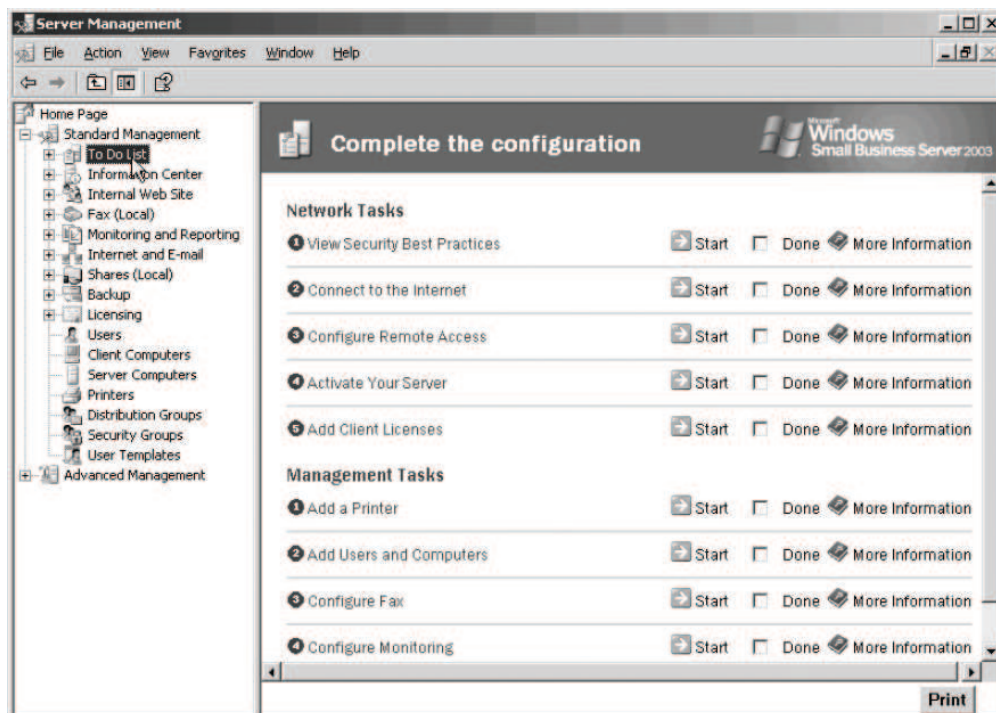 Server Management
File Action View Favorites Window Help
Home Page
Standard Management
To Do List
Information Center
Internal Web Site
Fax (Local)
Monitoring and Reporting
Internet and E-mail
Shares (Local)
Backup
Licensing
Users
Client Computers
Server Computers
Printers
Distribution Groups
Security Groups
User Templates
Advanced Management
Complete the configuration
Microsoft
Windows
Small Business Server 2003
Network Tasks
1 View Security Best Practices Start Done More Information
2 Connect to the Internet Start Done More Information
3 Configure Remote Access Start Done More Information
4 Activate Your Server Start Done More Information
5 Add Client Licenses Start Done More Information
Management Tasks
1 Add a Printer Start Done More Information
2 Add Users and Computers Start Done More Information
3 Configure Fax Start Done More Information
4 Configure Monitoring Start Done More Information
Print